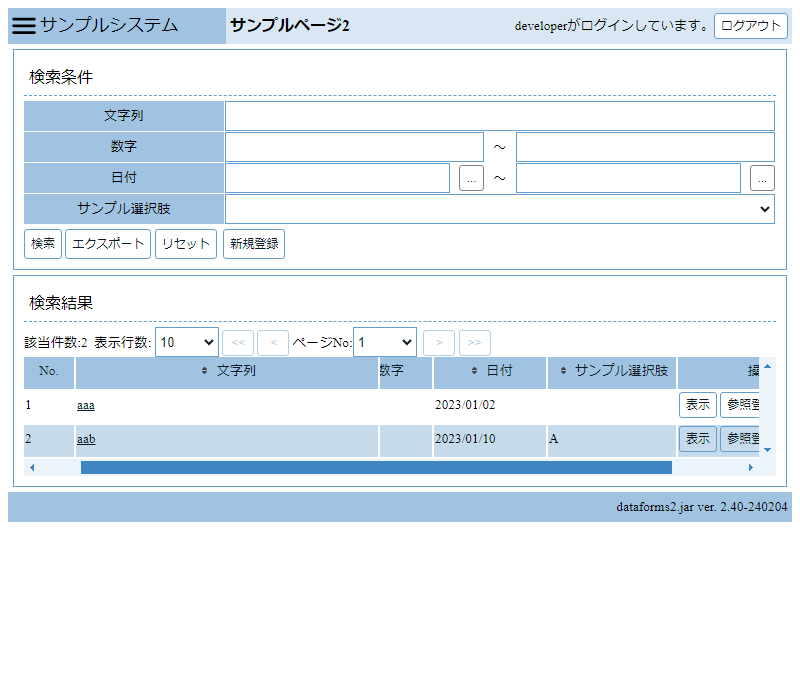 サンプルシステム サンプルページ2 developerがログインしています。 ログアウト
検索条件
文字列
数字 ～
日付 ... ～ ...
サンプル選択肢
検索 エクスポート リセット 新規登録
検索結果
該当件数:2 表示行数: 10 << < ページNo: 1 > >>
No. 文字列 数字 日付 サンプル選択肢 操
1 aaa 2023/01/02 表示 参照登
2 aab 2023/01/10 A 表示 参照登
dataforms2.jar ver. 2.40-240204